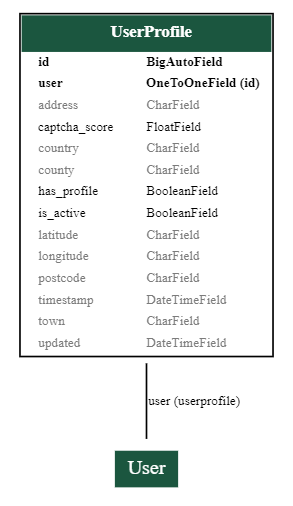 UserProfile
id BigAutoField
user OneToOneField (id)
address CharField
captcha_score FloatField
country CharField
county CharField
has_profile BooleanField
is_active BooleanField
latitude CharField
longitude CharField
postcode CharField
timestamp DateTimeField
town CharField
updated DateTimeField
user (userprofile)
User